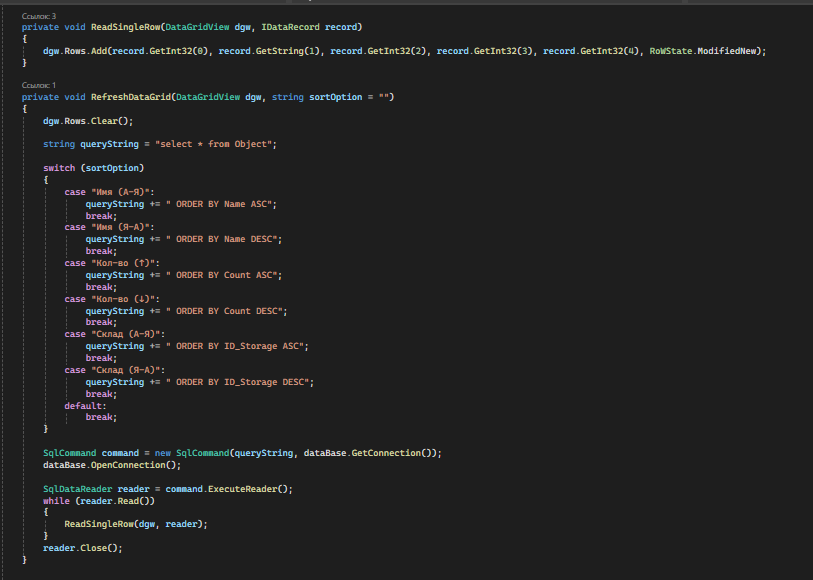 Ссылок: 3
private void ReadSingleRow(DataGridView dgw, IDataRecord record)
{
dgw.Rows.Add(record.GetInt32(0), record.GetString(1), record.GetInt32(2), record.GetInt32(3), record.GetInt32(4), RoWState.ModifiedNew);
}
Ссылок: 1
private void RefreshDataGrid(DataGridView dgw, string sortOption = "")
{
dgw.Rows.Clear();
string queryString = "select * from Object";
switch (sortOption)
{
case "Имя (А-Я)":
queryString += " ORDER BY Name ASC";
break;
case "Имя (Я-А)":
queryString += " ORDER BY Name DESC";
break;
case "Кол-во (↑)":
queryString += " ORDER BY Count ASC";
break;
case "Кол-во (↓)":
queryString += " ORDER BY Count DESC";
break;
case "Склад (А-Я)":
queryString += " ORDER BY ID_Storage ASC";
break;
case "Склад (Я-А)":
queryString += " ORDER BY ID_Storage DESC";
break;
default:
break;
}
SqlCommand command = new SqlCommand(queryString, dataBase.GetConnection());
dataBase.OpenConnection();
SqlDataReader reader = command.ExecuteReader();
while (reader.Read())
{
ReadSingleRow(dgw, reader);
}
reader.Close();
}